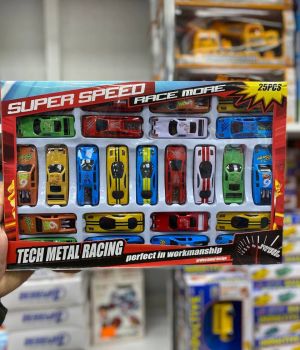 SUPER SPEED
RACE MORE
25PCS
TECH METAL RACING
perfect in workmanship